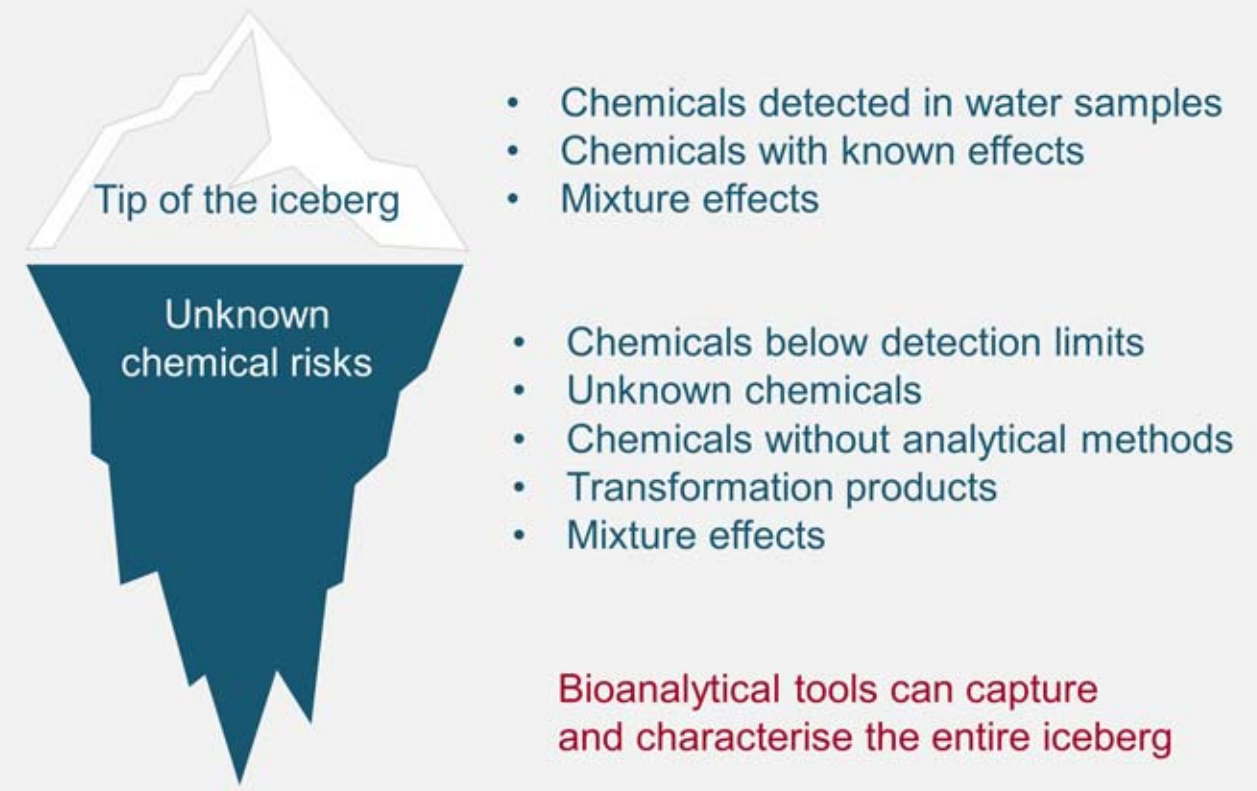 Tip of the iceberg
• Chemicals detected in water samples
• Chemicals with known effects
• Mixture effects
Unknown
chemical risks
• Chemicals below detection limits
• Unknown chemicals
• Chemicals without analytical methods
• Transformation products
• Mixture effects
Bioanalytical tools can capture
and characterise the entire iceberg